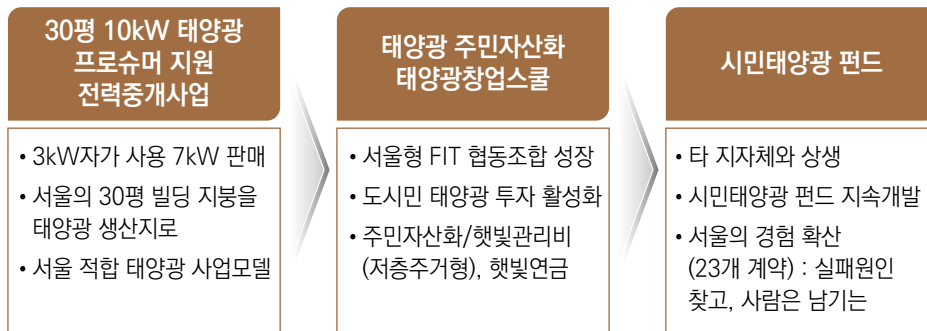 30평 10kW 태양광
프로슈머 지원
전력중개사업
• 3kW자가 사용 7kW 판매
• 서울의 30평 빌딩 지붕을
태양광 생산지로
• 서울 적합 태양광 사업모델
태양광 주민자산화
태양광창업스쿨
• 서울형 FIT 협동조합 성장
• 도시민 태양광 투자 활성화
• 주민자산화/햇빛관리비
(저층주거형), 햇빛연금
시민태양광 펀드
• 타 지자체와 상생
• 시민태양광 펀드 지속개발
• 서울의 경험 확산
(23개 계약) : 실패원인
찾고, 사람은 남기는